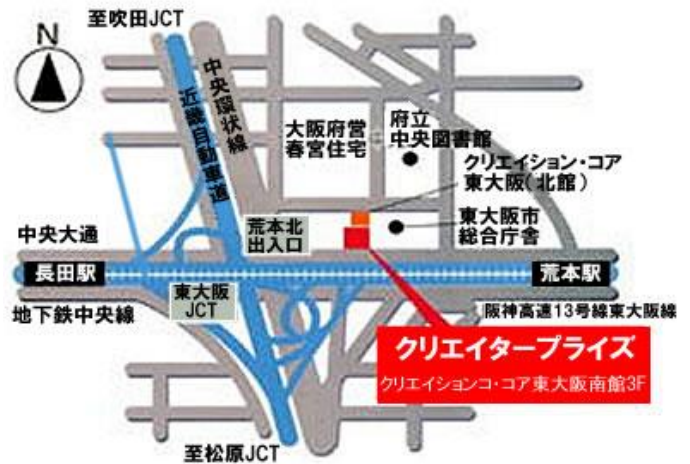 至吹田JCT
N
中央環状線
近畿自動車道
大阪府営
春宮住宅
府立
中央図書館
クリエイション・コア
東大阪(北館)
荒本北
出入口
東大阪市
総合庁舎
中央大通
長田駅
荒本駅
東大阪
JCT
地下鉄中央線
阪神高速13号線東大阪線
クリエイタープライズ
クリエイションコ・コア東大阪南館3F
至松原JCT